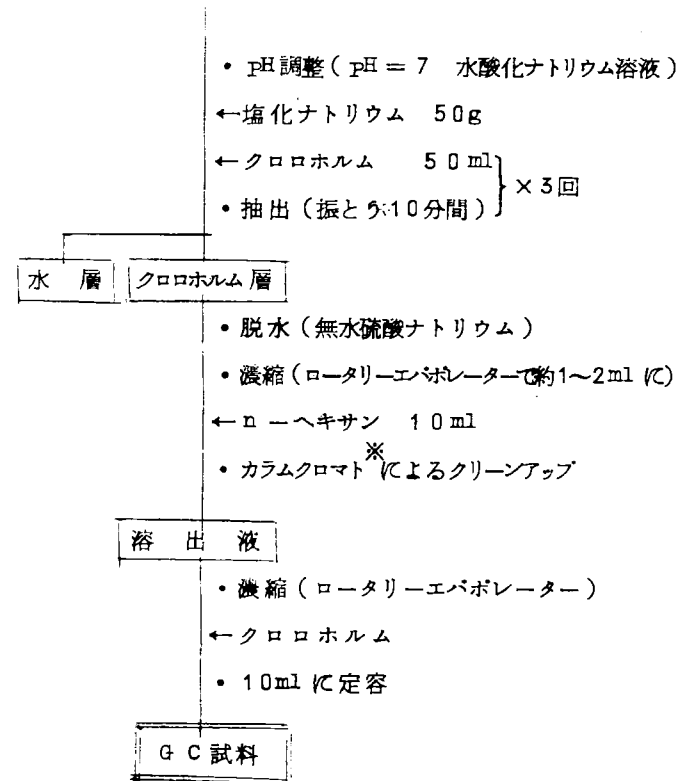 ・pH調整(pH=7 水酸化ナトリウム溶液)
←塩化ナトリウム 50g
←クロロホルム 50ml
・抽出(振とう10分間) ×3回
水層 クロロホルム層
・脱水(無水硫酸ナトリウム)
・濃縮(ロータリーエバポレーターで約1~2mlに)
←n-ヘキサン 10ml
・カラムクロマト※によるクリーンアップ
溶出液
・濃縮(ロータリーエバポレーター)
←クロロホルム
・10mlに定容
GC試料